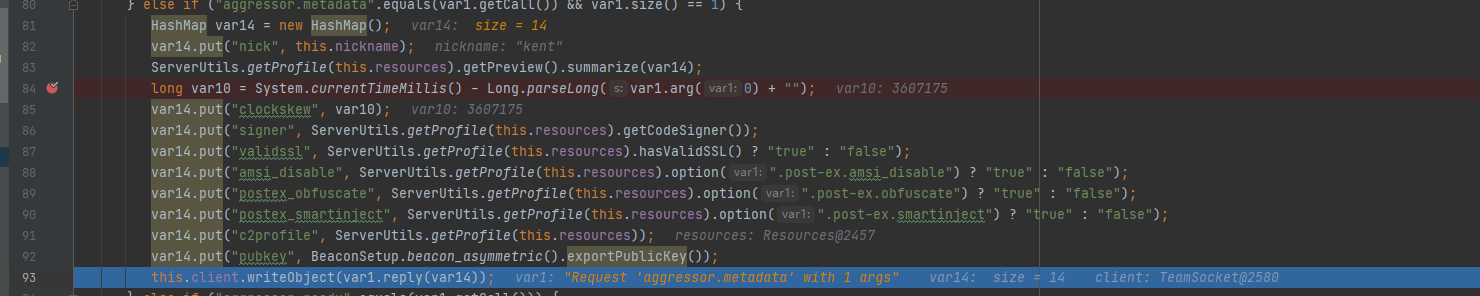 80 } else if ("aggressor.metadata".equals(var1.getCall()) && var1.size() == 1) {
81 HashMap var14 = new HashMap(); var14: size = 14
82 var14.put("nick", this.nickname); nickname: "kent"
83 ServerUtils.getProfile(this.resources).getPreview().summarize(var14);
84 long var10 = System.currentTimeMillis() - Long.parseLong( s: var1.arg( var1: 0) + ""); var10: 3607175
85 var14.put("clockskew", var10); var10: 3607175
86 var14.put("signer", ServerUtils.getProfile(this.resources).getCodeSigner());
87 var14.put("validssl", ServerUtils.getProfile(this.resources).hasValidSSL() ? "true" : "false");
88 var14.put("amsi_disable", ServerUtils.getProfile(this.resources).option( var1: ".post-ex.amsi_disable") ? "true" : "false");
89 var14.put("postex_obfuscate", ServerUtils.getProfile(this.resources).option( var1: ".post-ex.obfuscate") ? "true" : "false");
90 var14.put("postex_smartinject", ServerUtils.getProfile(this.resources).option( var1: ".post-ex.smartinject") ? "true" : "false");
91 var14.put("c2profile", ServerUtils.getProfile(this.resources)); resources: Resources@2457
92 var14.put("pubkey", BeaconSetup.beacon_asymmetric().exportPublicKey());
93 this.client.writeObject(var1.reply(var14)); var1: "Request 'aggressor.metadata' with 1 args" var14: size = 14 client: TeamSocket@2580
} else if ("aggressor.ready".equals(var1.getCall())) {